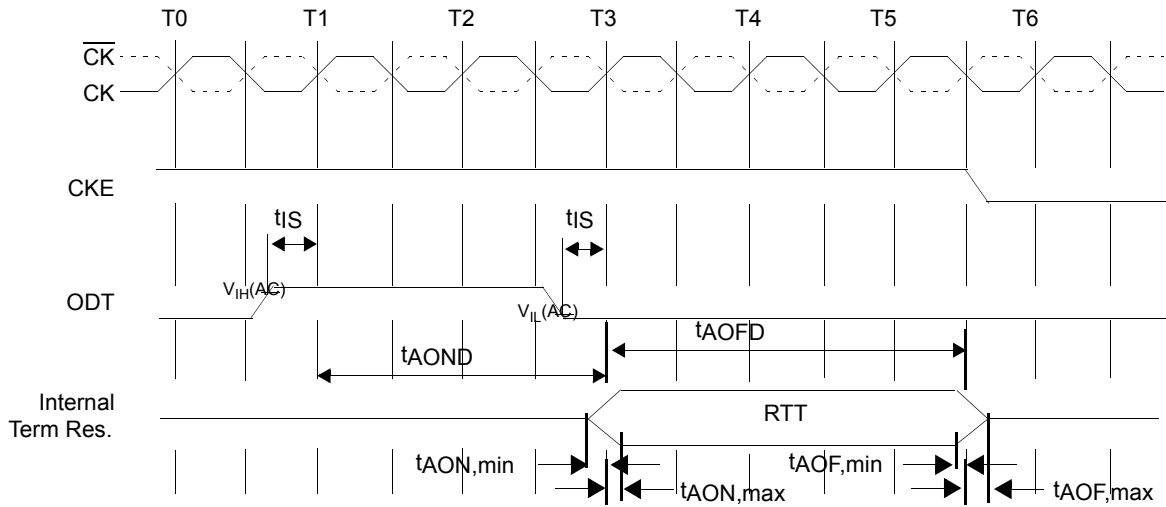 T0 T1 T2 T3 T4 T5 T6
CK
CK
CKE
tIS tIS
VIH(AC)
ODT
VIL(AC)
tAOFD
tAOND
Internal
Term Res.
RTT
tAON,min tAOF,min
tAON,max tAOF,max